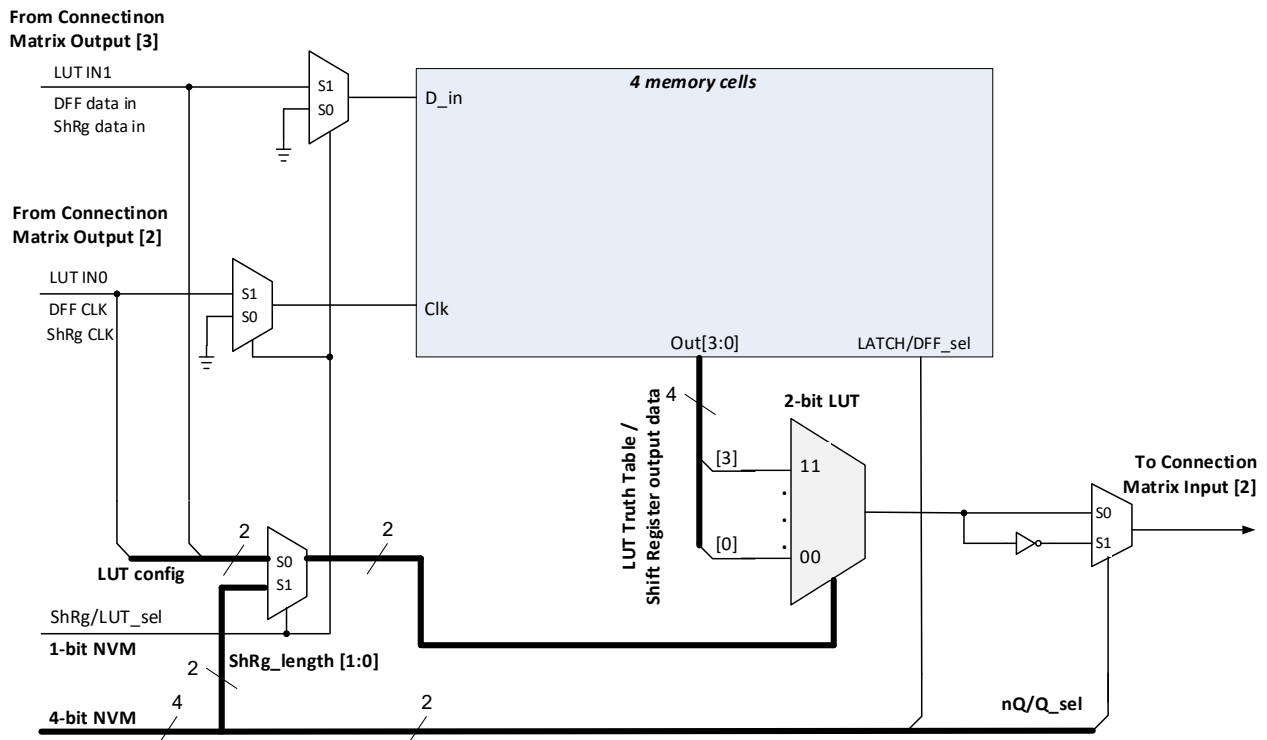 From Connectinon
Matrix Output [3]
LUT IN1
DFF data in
ShRg data in
S1
S0
D_in
4 memory cells
From Connectinon
Matrix Output [2]
LUT IN0
DFF CLK
ShRg CLK
S1
S0
Clk
Out[3:0]
LATCH/DFF_sel
LUT Truth Table /
Shift Register output data
4
2-bit LUT
[3]
11
[0]
00
To Connection
Matrix Input [2]
S0
S1
2
2
LUT config
S0
S1
ShRg/LUT_sel
1-bit NVM
ShRg_length [1:0]
2
4-bit NVM
4
2
nQ/Q_sel